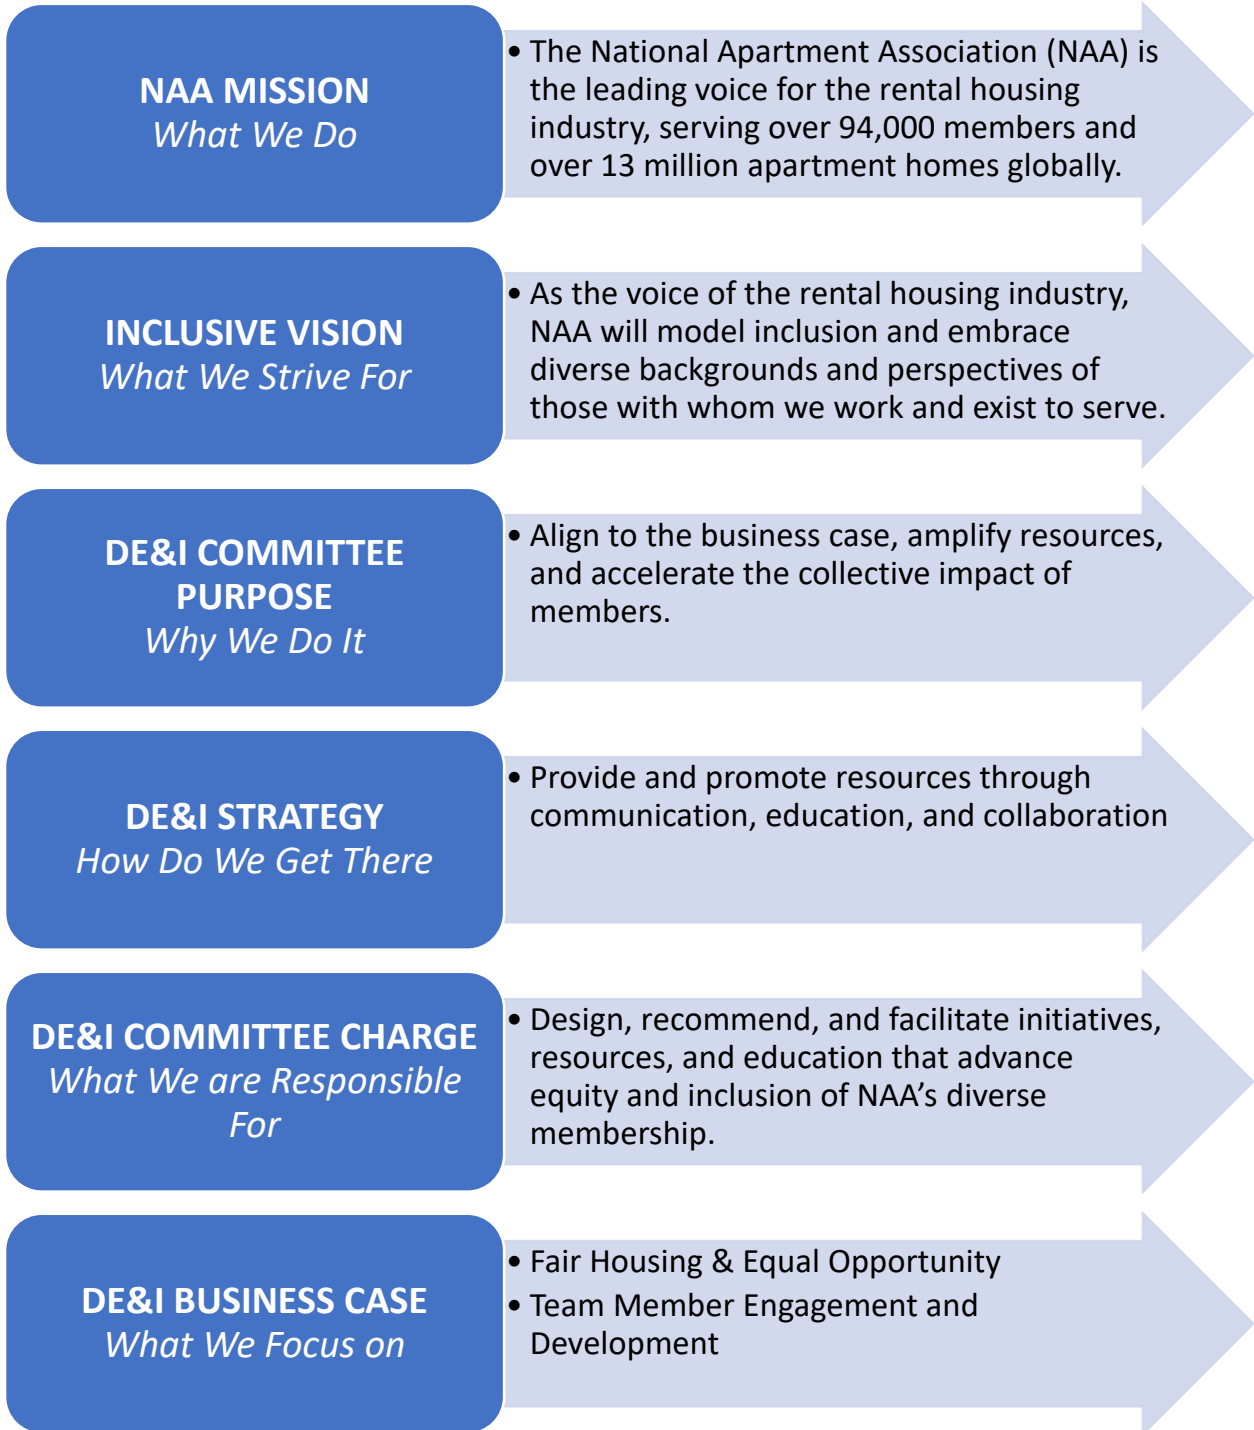 NAA MISSION
What We Do
• The National Apartment Association (NAA) is
the leading voice for the rental housing
industry, serving over 94,000 members and
over 13 million apartment homes globally.
INCLUSIVE VISION
What We Strive For
• As the voice of the rental housing industry,
NAA will model inclusion and embrace
diverse backgrounds and perspectives of
those with whom we work and exist to serve.
DE&I COMMITTEE
PURPOSE
Why We Do It
• Align to the business case, amplify resources,
and accelerate the collective impact of
members.
DE&I STRATEGY
How Do We Get There
• Provide and promote resources through
communication, education, and collaboration
DE&I COMMITTEE CHARGE
What We are Responsible
For
• Design, recommend, and facilitate initiatives,
resources, and education that advance
equity and inclusion of NAA’s diverse
membership.
DE&I BUSINESS CASE
What We Focus on
• Fair Housing & Equal Opportunity
• Team Member Engagement and
Development